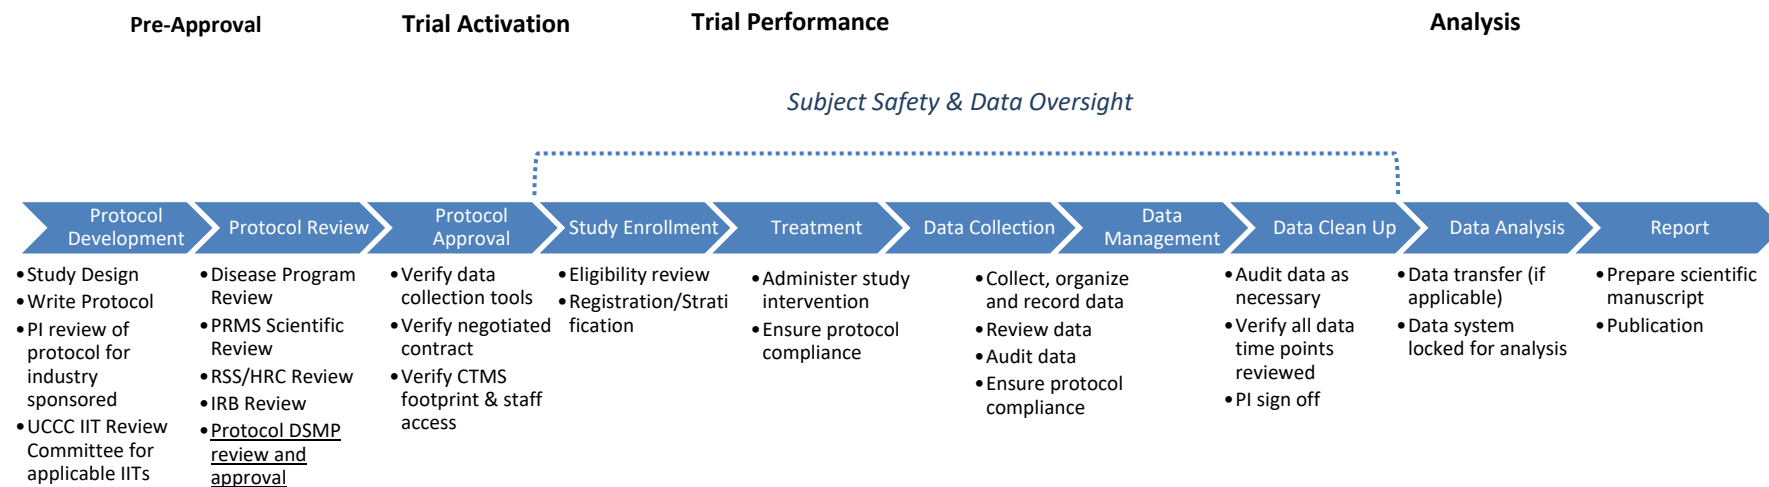 Pre-Approval
Trial Activation
Trial Performance
Analysis
Subject Safety & Data Oversight
Protocol
Development
Protocol Review
Protocol
Approval
Study Enrollment
Treatment
Data Collection
Data
Management
Data Clean Up
Data Analysis
Report
•Study Design
•Write Protocol
•PI review of
protocol for
industry
sponsored
•UCCC IIT Review
Committee for
applicable IITs
•Disease Program
Review
•PRMS Scientific
Review
•RSS/HRC Review
•IRB Review
•Protocol DSMP
review and
approval
•Verify data
collection tools
•Verify negotiated
contract
•Verify CTMS
footprint & staff
access
•Eligibility review
•Registration/Strati
fication
•Administer study
intervention
•Ensure protocol
compliance
•Collect, organize
and record data
•Review data
•Audit data
•Ensure protocol
compliance
•Audit data as
necessary
•Verify all data
time points
reviewed
•PI sign off
•Data transfer (if
applicable)
•Data system
locked for analysis
•Prepare scientific
manuscript
•Publication